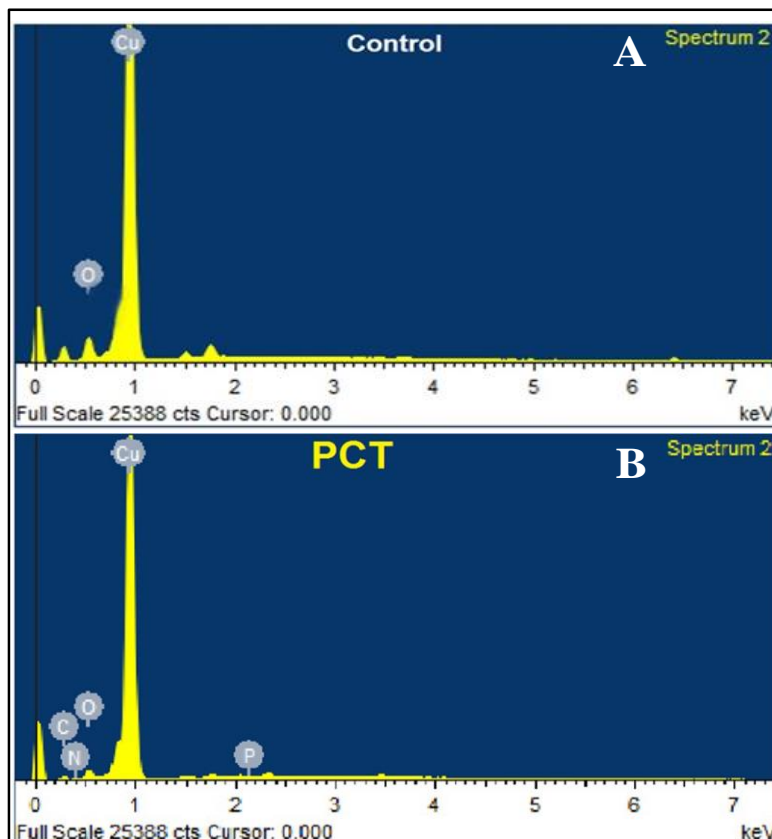 Cu Control A Spectrum 2
O
0 1 2 3 4 5 6 7
Full Scale 25388 cts Cursor: 0.000 keV
Cu PCT B Spectrum 2
O
C
N P
0 1 2 3 4 5 6 7
Full Scale 25388 cts Cursor: 0.000 keV